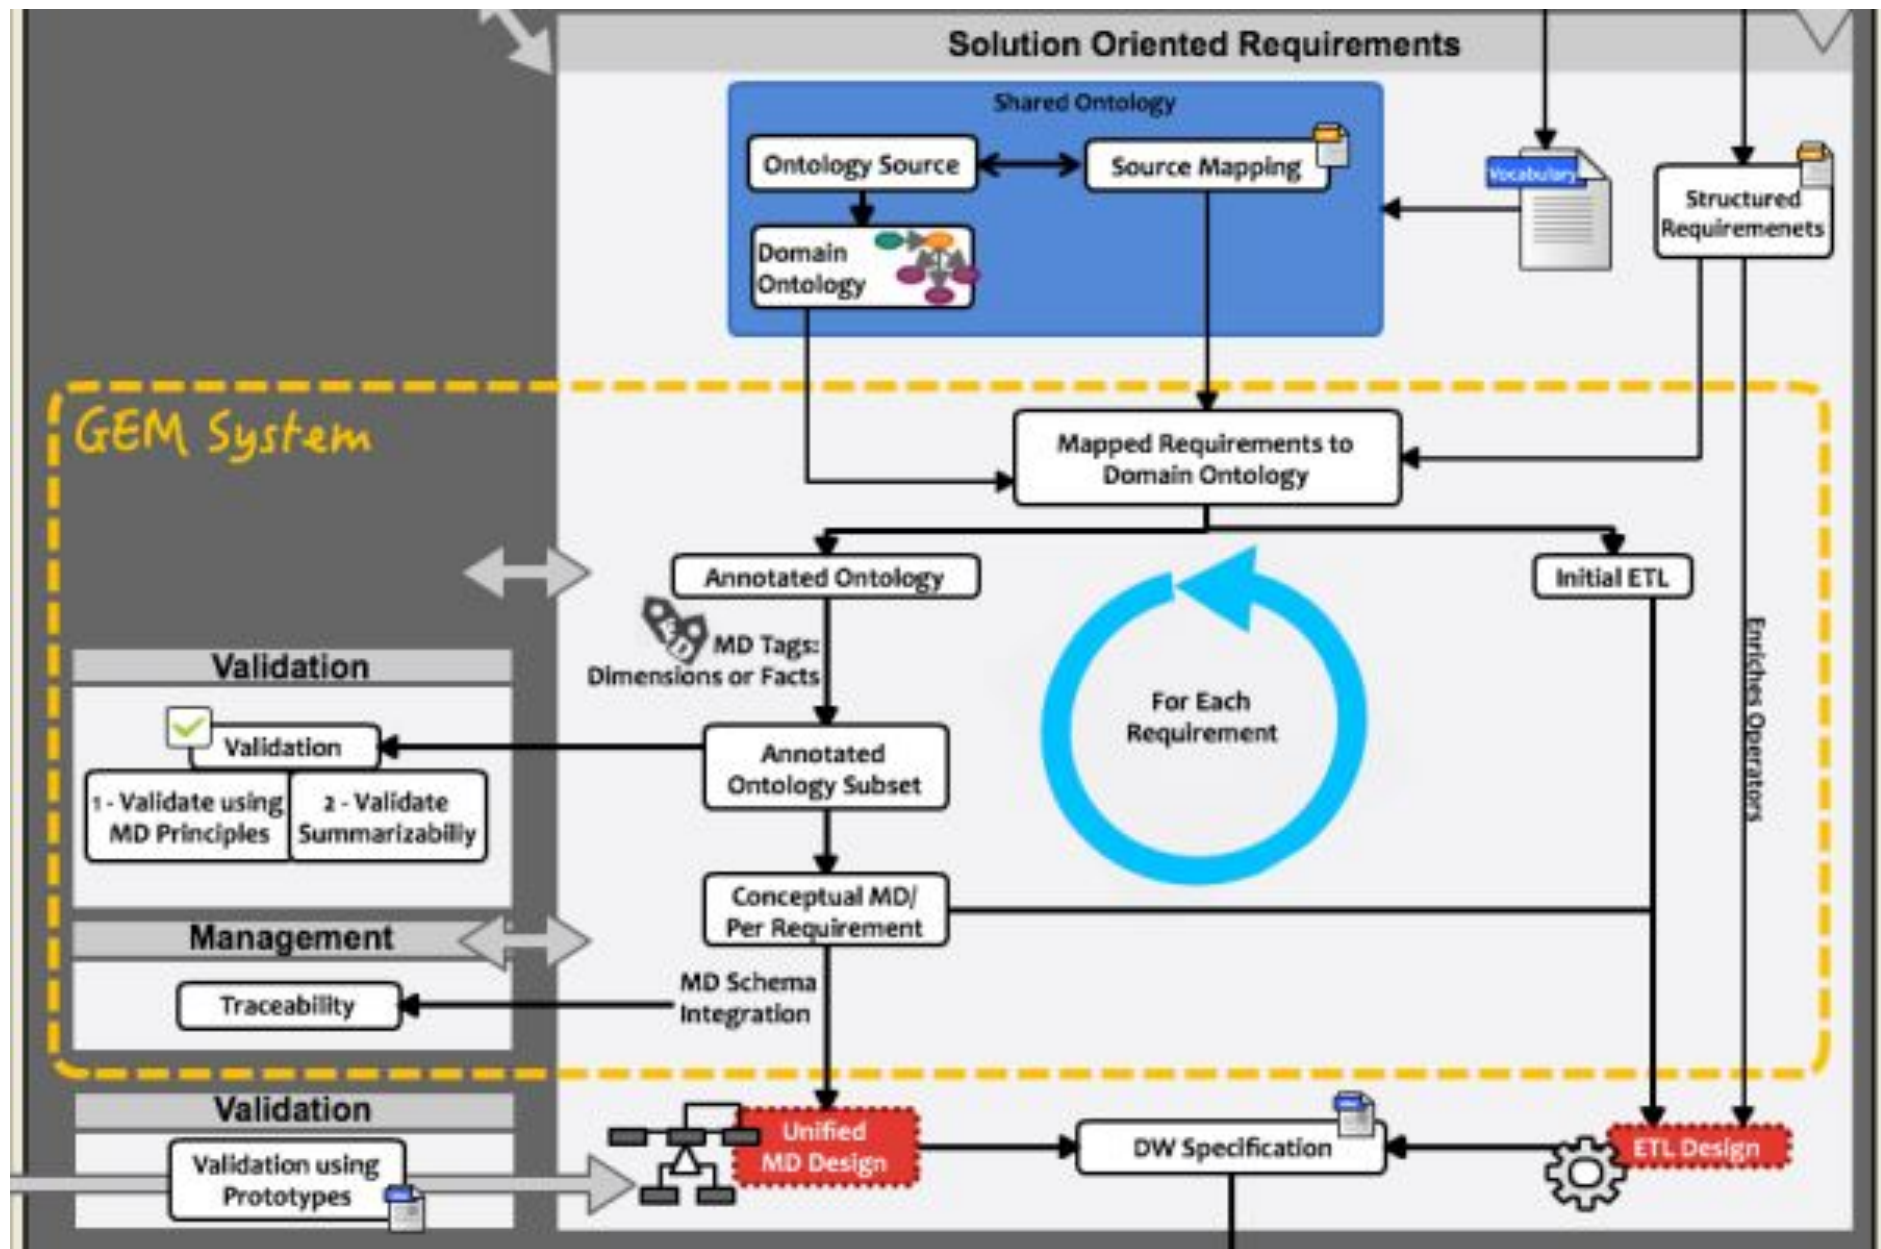 Solution Oriented Requirements
Shared Ontology
Ontology Source
Source Mapping
Vocabulary
Structured
Requiremenets
Domain
Ontology
GEM System
Mapped Requirements to
Domain Ontology
Annotated Ontology
Initial ETL
MD Tags:
Dimensions or Facts
For Each
Requirement
Enriches Operators
Validation
Validation
1 - Validate using
MD Principles
2 - Validate
Summarizabiliy
Annotated
Ontology Subset
Conceptual MD/
Per Requirement
Management
Traceability
MD Schema
Integration
Validation
Validation using
Prototypes
Unified
MD Design
DW Specification
ETL Design